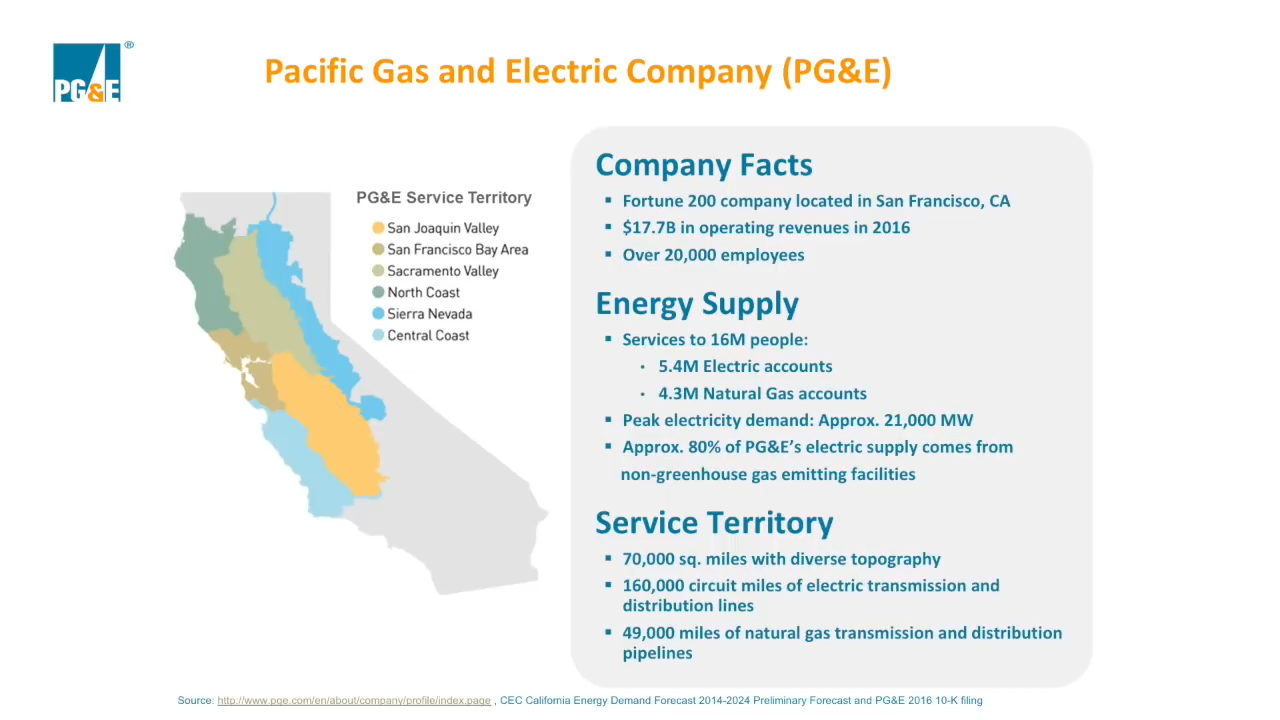 PG&E
®
Pacific Gas and Electric Company (PG&E)
PG&E Service Territory
San Joaquin Valley
San Francisco Bay Area
Sacramento Valley
North Coast
Sierra Nevada
Central Coast
Company Facts
▪ Fortune 200 company located in San Francisco, CA
▪ $17.7B in operating revenues in 2016
▪ Over 20,000 employees
Energy Supply
▪ Services to 16M people:
• 5.4M Electric accounts
• 4.3M Natural Gas accounts
▪ Peak electricity demand: Approx. 21,000 MW
▪ Approx. 80% of PG&E’s electric supply comes from
non-greenhouse gas emitting facilities
Service Territory
▪ 70,000 sq. miles with diverse topography
▪ 160,000 circuit miles of electric transmission and
distribution lines
▪ 49,000 miles of natural gas transmission and distribution
pipelines
Source: http://www.pge.com/en/about/company/profile/index.page , CEC California Energy Demand Forecast 2014-2024 Preliminary Forecast and PG&E 2016 10-K filing